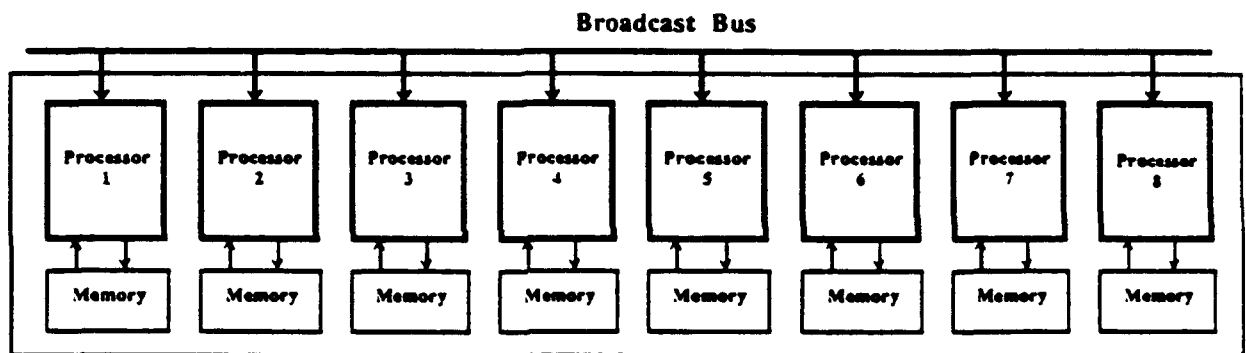 Broadcast Bus
Processor 1
Processor 2
Processor 3
Processor 4
Processor 5
Processor 6
Processor 7
Processor 8
Memory
Memory
Memory
Memory
Memory
Memory
Memory
Memory